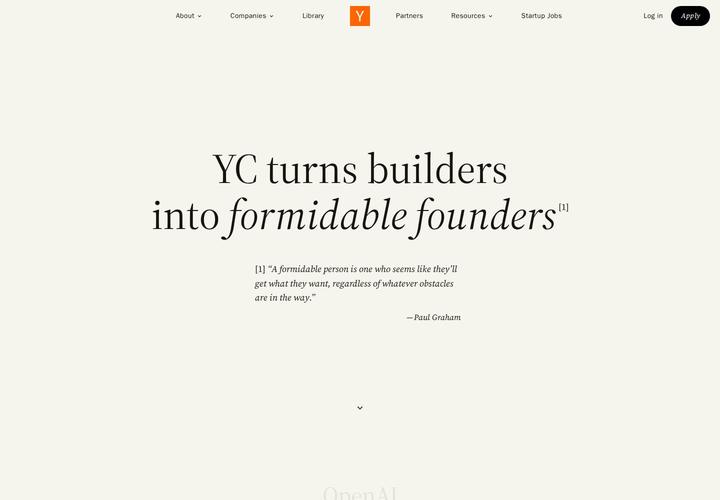 About
Companies
Library
Y
Partners
Resources
Startup Jobs
Log in
Apply
YC turns builders
into formidable founders[1]
[1] “A formidable person is one who seems like they’ll
get what they want, regardless of whatever obstacles
are in the way.”
— Paul Graham
OpenAI